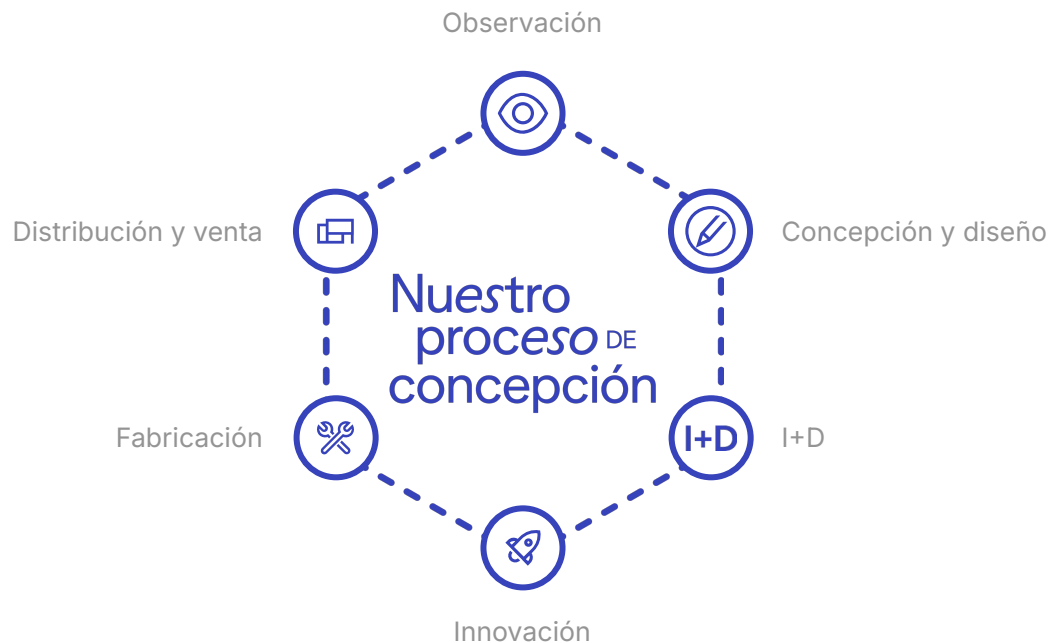 Observación
Distribución y venta
Concepción y diseño
Nuestro
proceso DE
concepción
Fabricación
I+D
I+D
Innovación